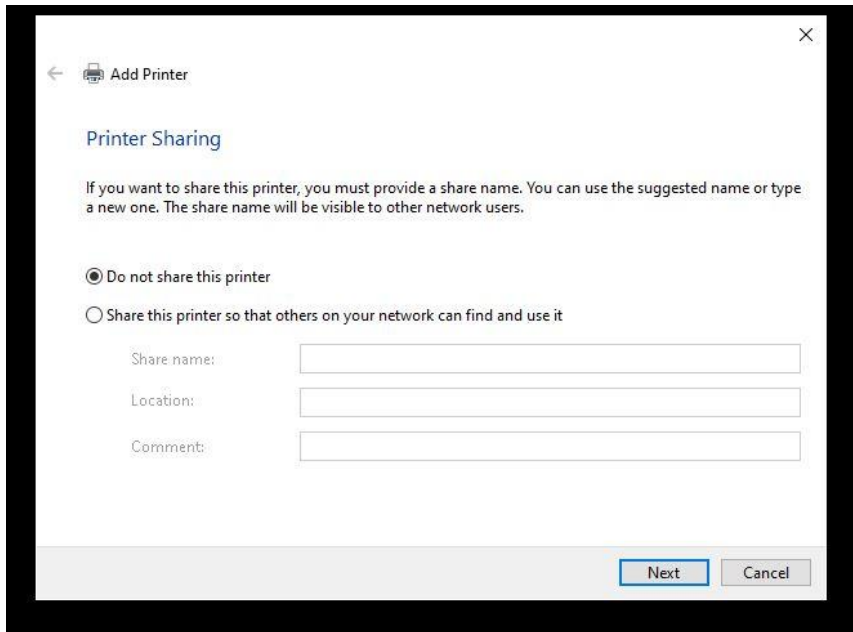 Add Printer
Printer Sharing
If you want to share this printer, you must provide a share name. You can use the suggested name or type
a new one. The share name will be visible to other network users.
Do not share this printer
Share this printer so that others on your network can find and use it
Share name:
Location:
Comment:
Next
Cancel